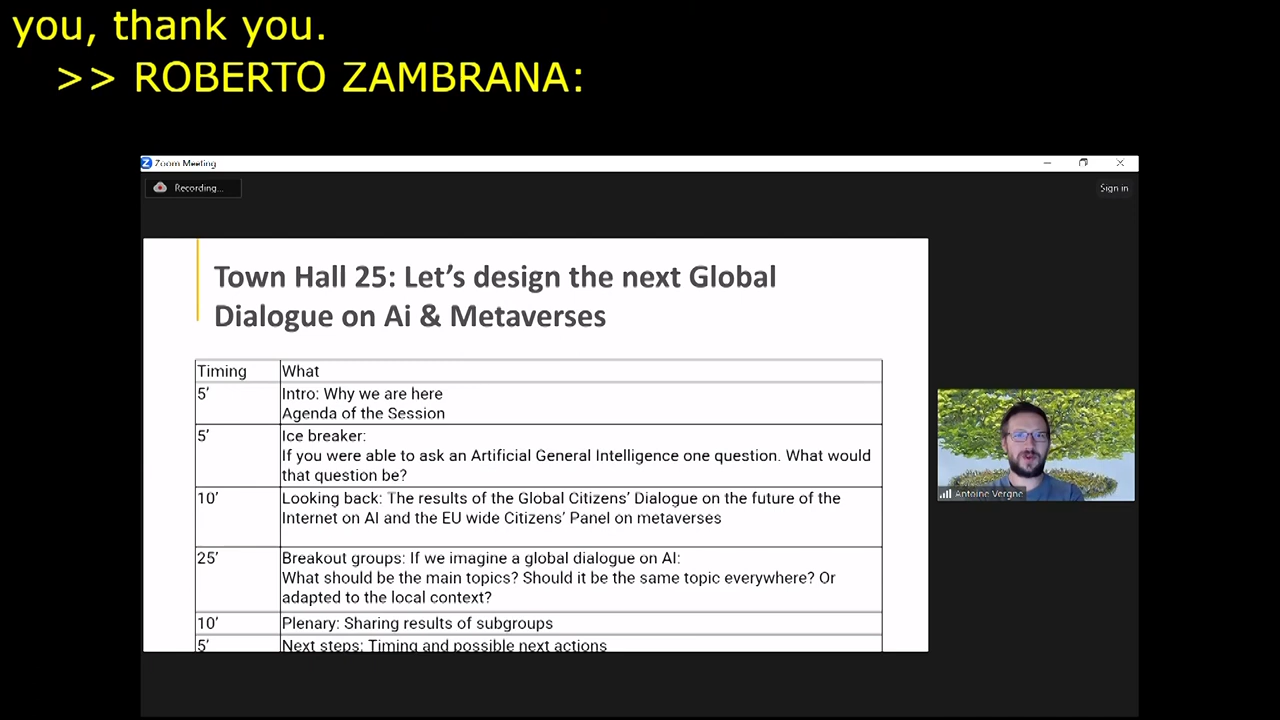 you, thank you.
>> ROBERTO ZAMBRANA:
Zoom Meeting
Recording...
Sign in
Town Hall 25: Let's design the next Global
Dialogue on Ai & Metaverses
Timing What
5' Intro: Why we are here
Agenda of the Session
5' Ice breaker:
If you were able to ask an Artificial General Intelligence one question. What would
that question be?
10' Looking back: The results of the Global Citizens' Dialogue on the future of the
Internet on AI and the EU wide Citizens' Panel on metaverses
25' Breakout groups: If we imagine a global dialogue on AI:
What should be the main topics? Should it be the same topic everywhere? Or
adapted to the local context?
10' Plenary: Sharing results of subgroups
5' Next steps: Timing and possible next actions
Antoine Vergne